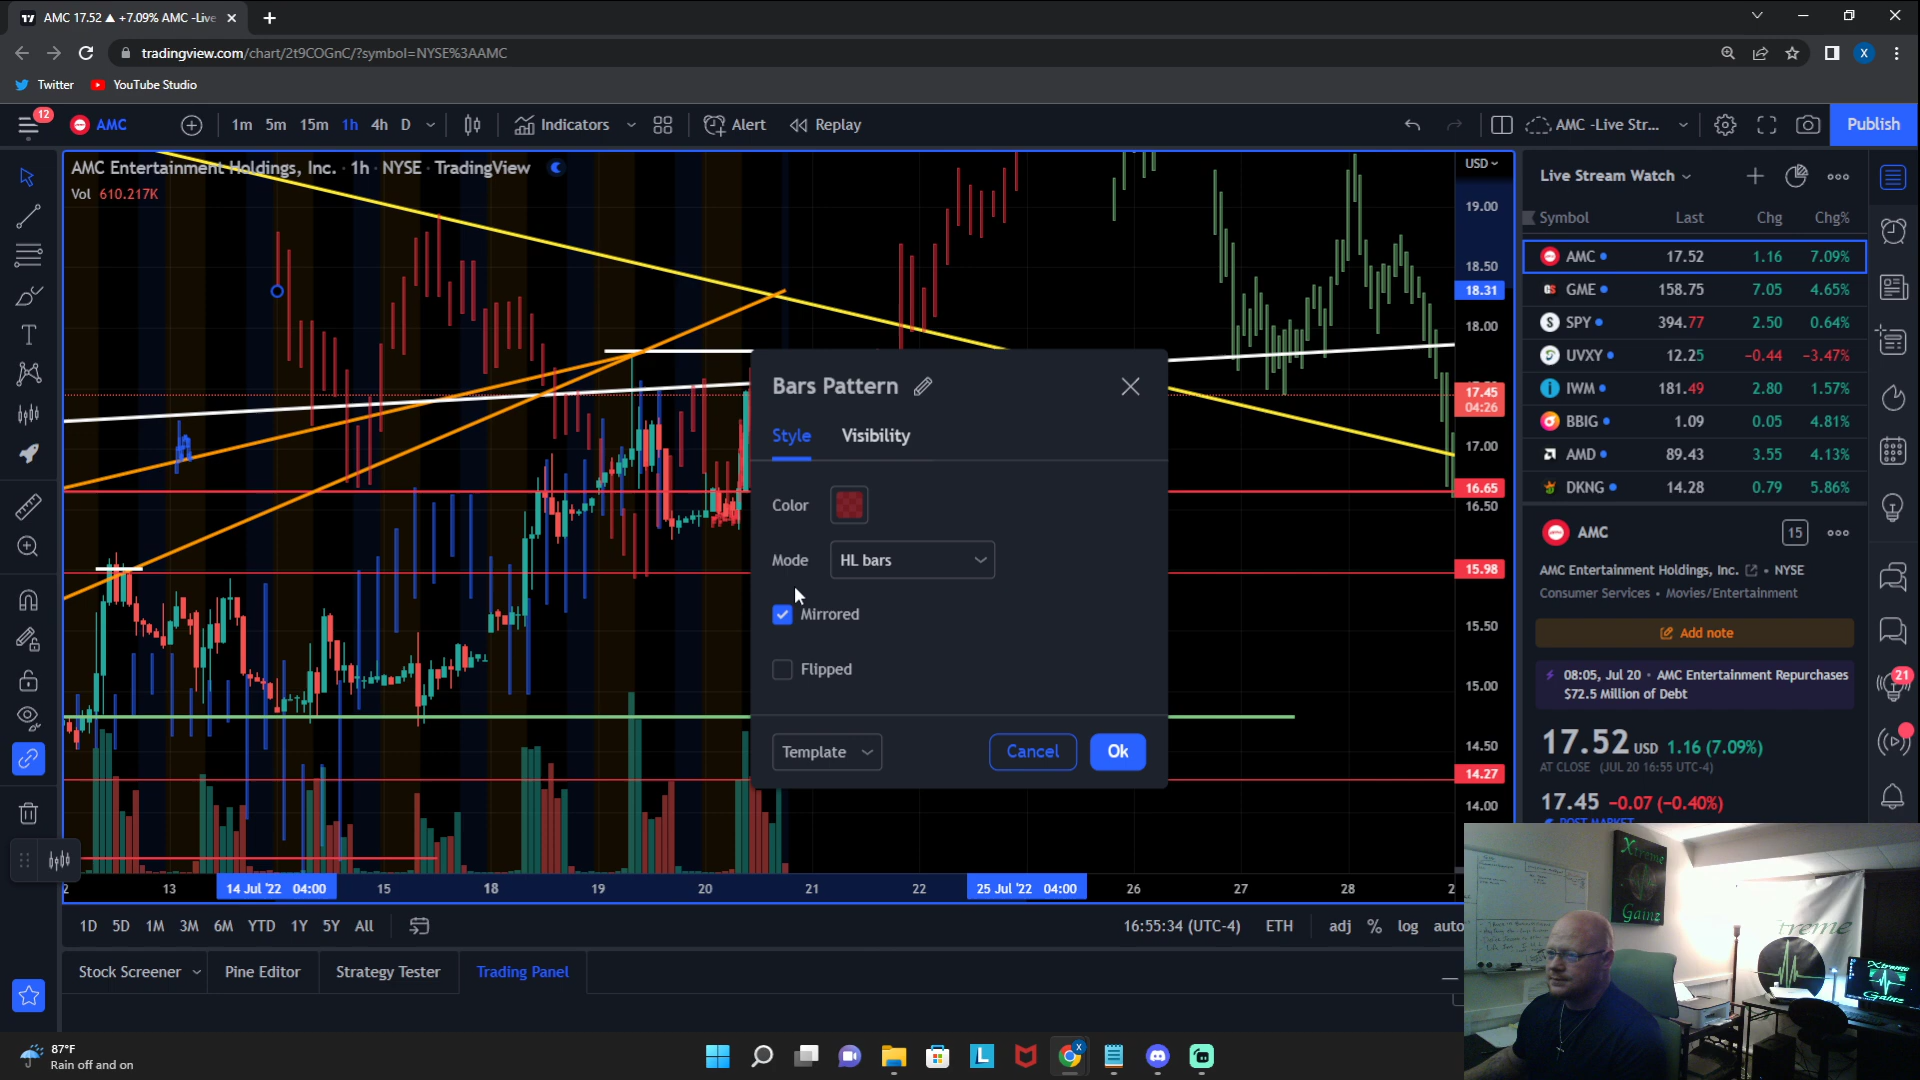 AMC 17.52 ▲ +7.09% AMC -Live
tradingview.com/chart/2t9COGnC/?symbol=NYSE%3AAMC
X
Twitter
YouTube Studio
12
AMC
1m 5m 15m 1h 4h D
Indicators
Alert
Replay
AMC -Live Str...
Publish
AMC Entertainment Holdings, Inc. · 1h · NYSE · TradingView
Vol 610.217K
USD
19.00
18.50
18.31
18.00
17.45
04:26
17.00
16.65
16.50
15.98
15.50
15.00
14.50
14.27
14.00
Bars Pattern
Style
Visibility
Color
Mode
HL bars
Mirrored
Flipped
Template
Cancel
Ok
13
14 Jul '22 04:00
15
18
19
20
21
22
25 Jul '22 04:00
26
27
28
2
1D 5D 1M 3M 6M YTD 1Y 5Y All
16:55:34 (UTC-4)
ETH
adj % log auto
Stock Screener
Pine Editor
Strategy Tester
Trading Panel
Live Stream Watch
Symbol Last Chg Chg%
AMC 17.52 1.16 7.09%
GME 158.75 7.05 4.65%
SPY 394.77 2.50 0.64%
UVXY 12.25 -0.44 -3.47%
IWM 181.49 2.80 1.57%
BBIG 1.09 0.05 4.81%
AMD 89.43 3.55 4.13%
DKNG 14.28 0.79 5.86%
AMC
15
AMC Entertainment Holdings, Inc. • NYSE
Consumer Services • Movies/Entertainment
Add note
08:05, Jul 20 · AMC Entertainment Repurchases
$72.5 Million of Debt
17.52 USD 1.16 (7.09%)
AT CLOSE (JUL 20 16:55 UTC-4)
17.45 -0.07 (-0.40%)
POST MARKET
21
Xtreme
Gainz
treme
Xtreme
Gainz
87°F
Rain off and on